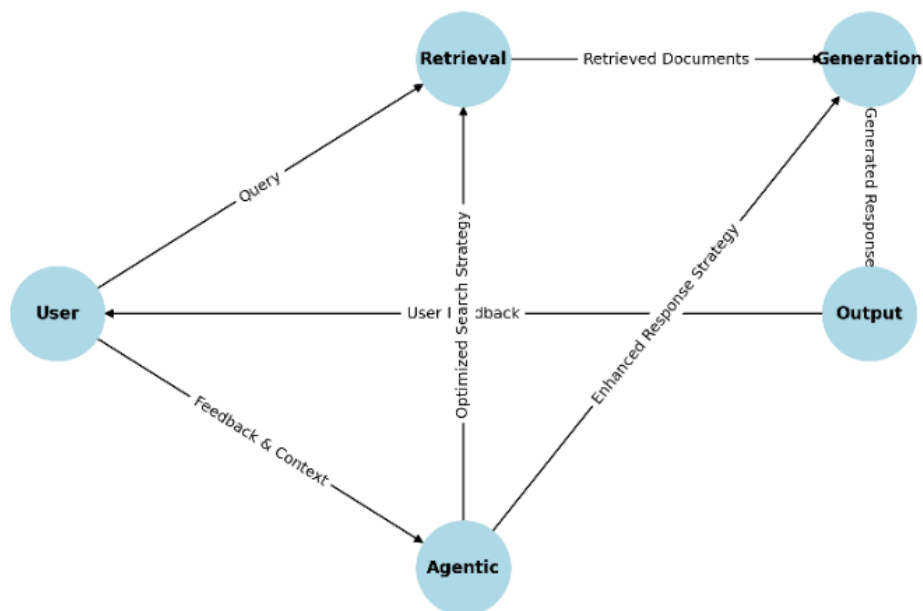 Retrieval
Retrieved Documents
Generation
Query
Generated Response
Optimized Search Strategy
Enhanced Response Strategy
User
User
Output
Feedback & Context
Agentic